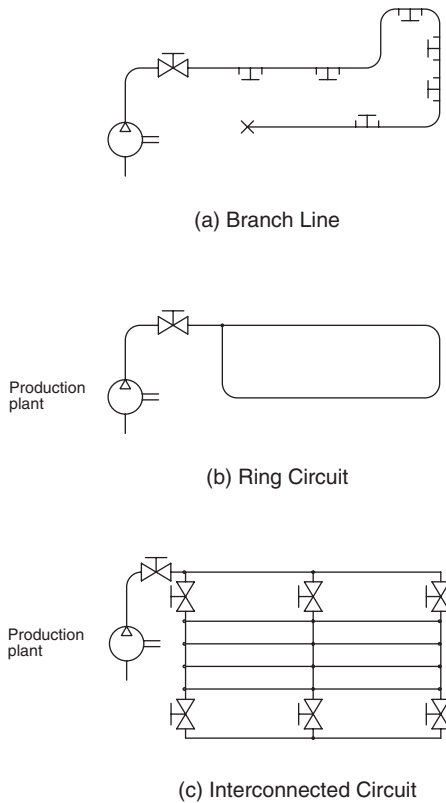 (a) Branch Line
Production
plant
(b) Ring Circuit
Production
plant
(c) Interconnected Circuit